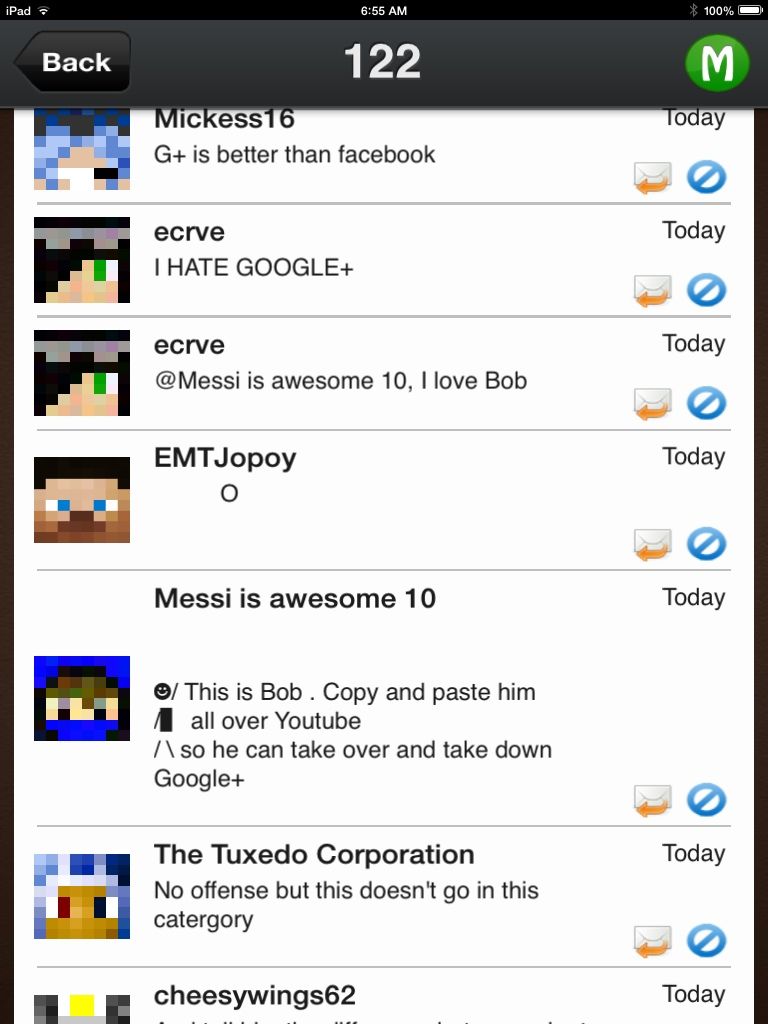 iPad 6:55 AM 100%
Back 122 M
Mickess16 Today
G+ is better than facebook
ecrve Today
I HATE GOOGLE+
ecrve Today
@Messi is awesome 10, I love Bob
EMTJopoy Today
O
Messi is awesome 10 Today
☻/ This is Bob . Copy and paste him
/▌ all over Youtube
/ \ so he can take over and take down
Google+
The Tuxedo Corporation Today
No offense but this doesn't go in this
catergory
cheesywings62 Today